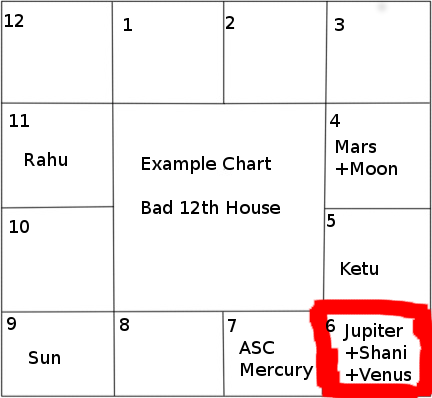 12
1
2
3
11
Rahu
Example Chart
Bad 12th House
4
Mars
+Moon
10
5
Ketu
9
Sun
8
7
ASC
Mercury
6
Jupiter
+Shani
+Venus